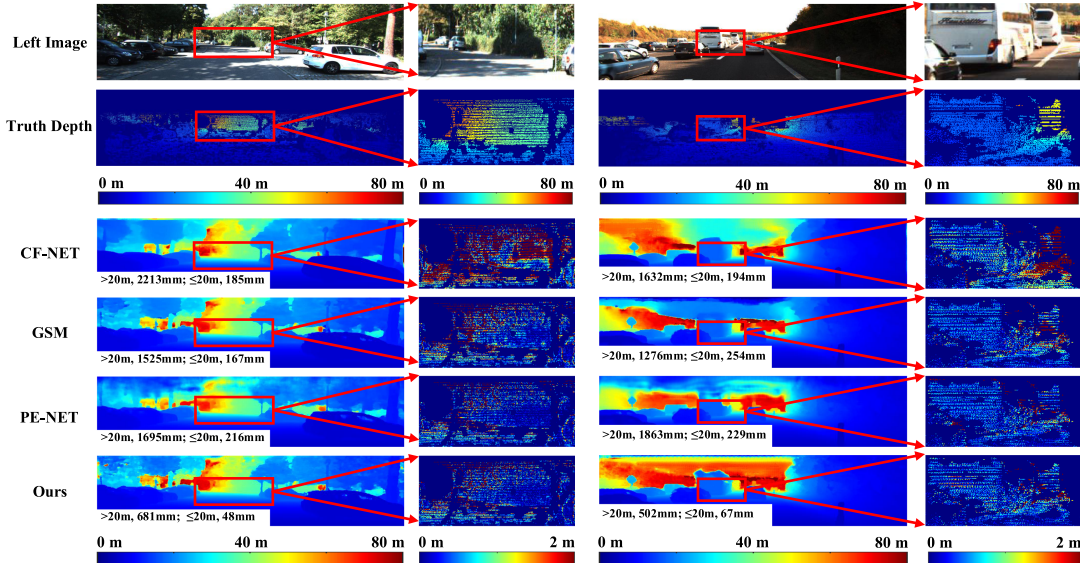 Left Image
Truth Depth
0 m 40 m 80 m 0 m 80 m 0 m 40 m 80 m 0 m 80 m
CF-NET
>20m, 2213mm; ≤20m, 185mm
>20m, 1632mm; ≤20m, 194mm
GSM
>20m, 1525mm; ≤20m, 167mm
>20m, 1276mm; ≤20m, 254mm
PE-NET
>20m, 1695mm; ≤20m, 216mm
>20m, 1863mm; ≤20m, 229mm
Ours
>20m, 681mm; ≤20m, 48mm
>20m, 502mm; ≤20m, 67mm
0 m 40 m 80 m 0 m 2 m 0 m 40 m 80 m 0 m 2 m